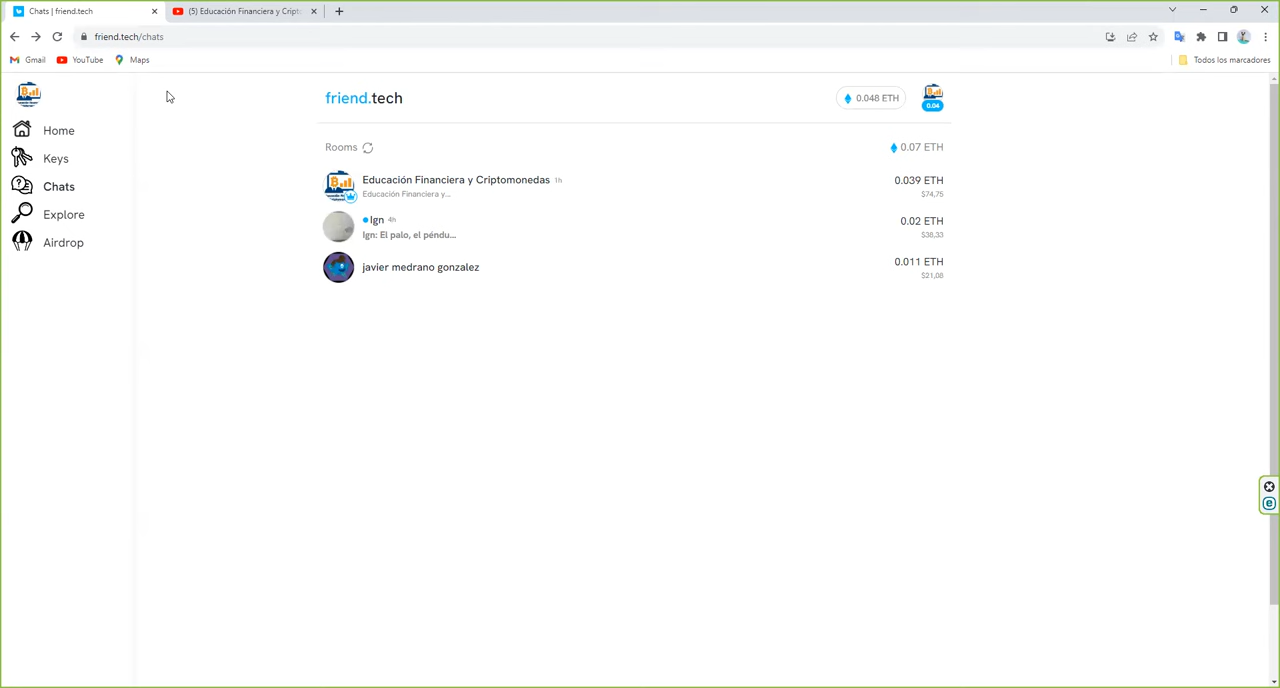 Chats | friend.tech
(5) Educación Financiera y Cripto
friend.tech/chats
Gmail
YouTube
Maps
Todos los marcadores
Home
Keys
Chats
Explore
Airdrop
friend.tech
0.048 ETH
0.04
Rooms
0.07 ETH
Educación Financiera y Criptomonedas 1h
Educación Financiera y...
0.039 ETH
$74,75
Ign 4h
Ign: El palo, el péndu...
0.02 ETH
$38,33
javier medrano gonzalez
0.011 ETH
$21,08